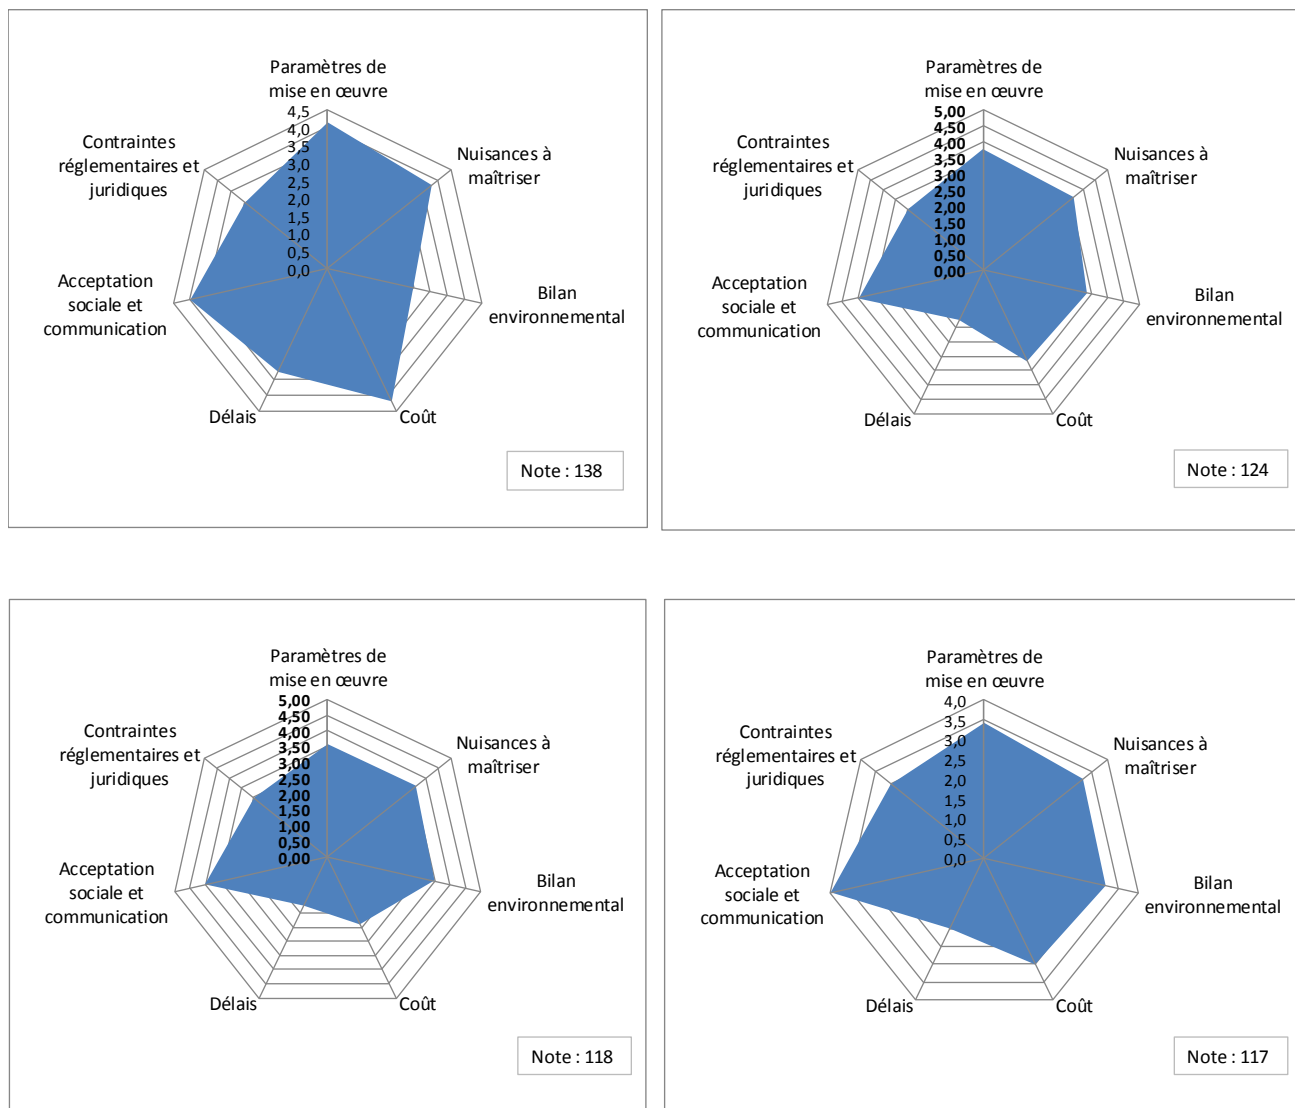 Paramètres de
mise en œuvre
4,5
4,0
3,5
3,0
2,5
2,0
1,5
1,0
0,5
0,0
Nuisances à
maîtriser
Bilan
environnemental
Coût
Délais
Acceptation
sociale et
communication
Contraintes
réglementaires et
juridiques
Note : 138
Paramètres de
mise en œuvre
5,00
4,50
4,00
3,50
3,00
2,50
2,00
1,50
1,00
0,50
0,00
Nuisances à
maîtriser
Bilan
environnemental
Coût
Délais
Acceptation
sociale et
communication
Contraintes
réglementaires et
juridiques
Note : 124
Paramètres de
mise en œuvre
5,00
4,50
4,00
3,50
3,00
2,50
2,00
1,50
1,00
0,50
0,00
Nuisances à
maîtriser
Bilan
environnemental
Coût
Délais
Acceptation
sociale et
communication
Contraintes
réglementaires et
juridiques
Note : 118
Paramètres de
mise en œuvre
4,0
3,5
3,0
2,5
2,0
1,5
1,0
0,5
0,0
Nuisances à
maîtriser
Bilan
environnemental
Coût
Délais
Acceptation
sociale et
communication
Contraintes
réglementaires et
juridiques
Note : 117